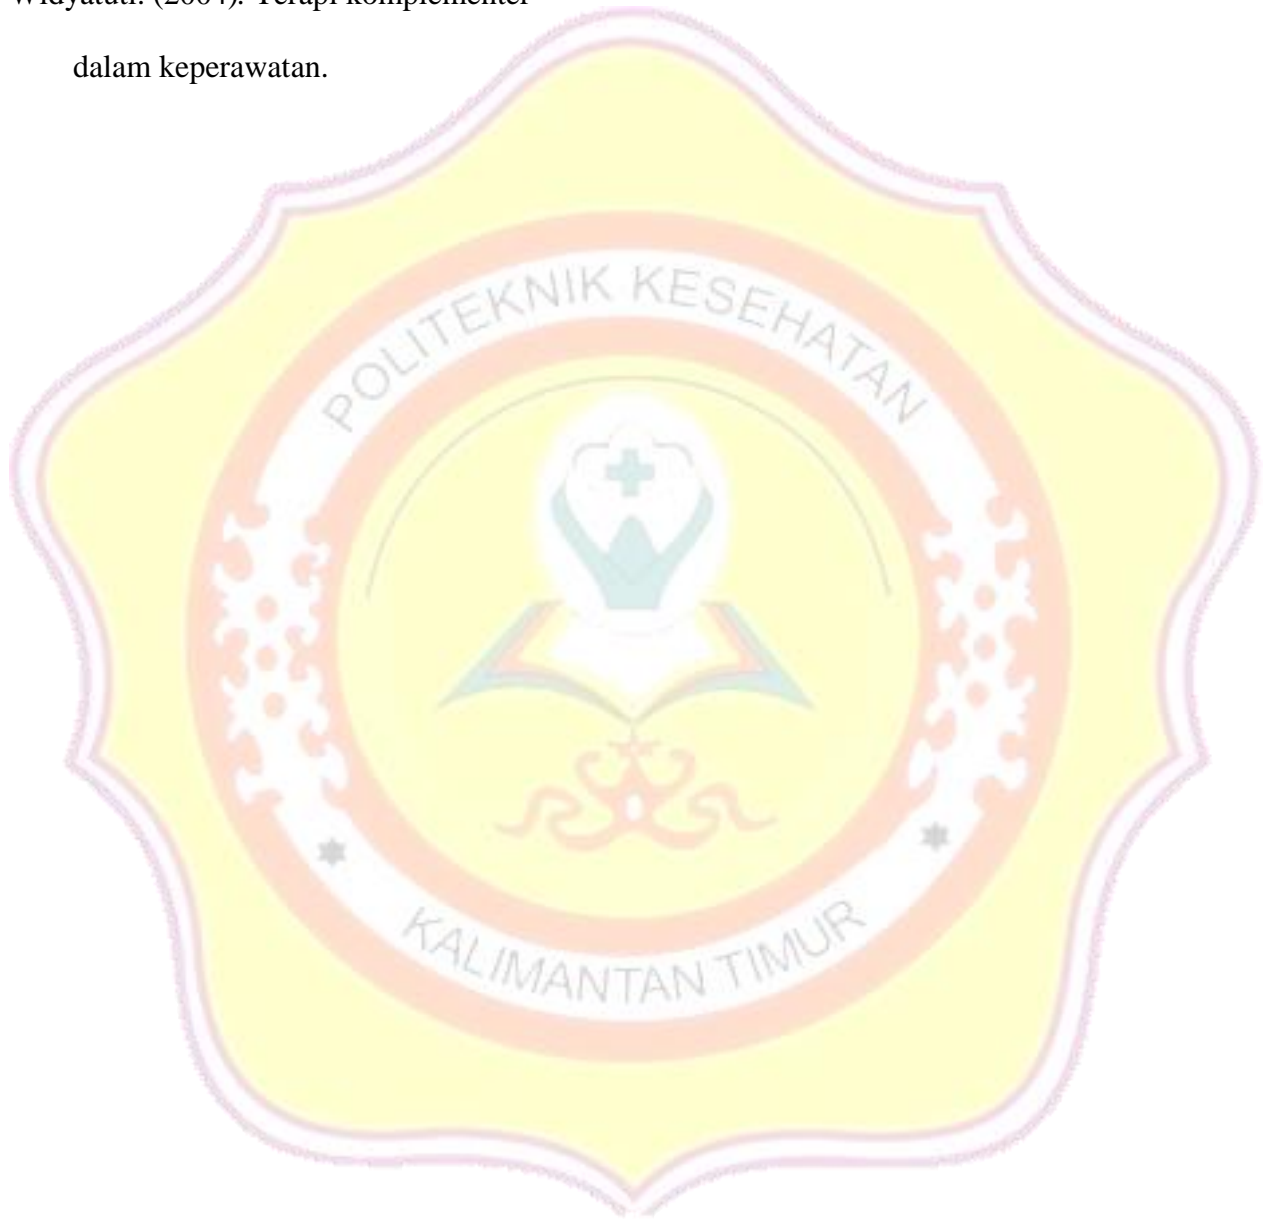 Widyatuti. (2004). Terapi komplementer
dalam keperawatan.
POLITEKNIK KESEHATAN
KALIMANTAN TIMUR